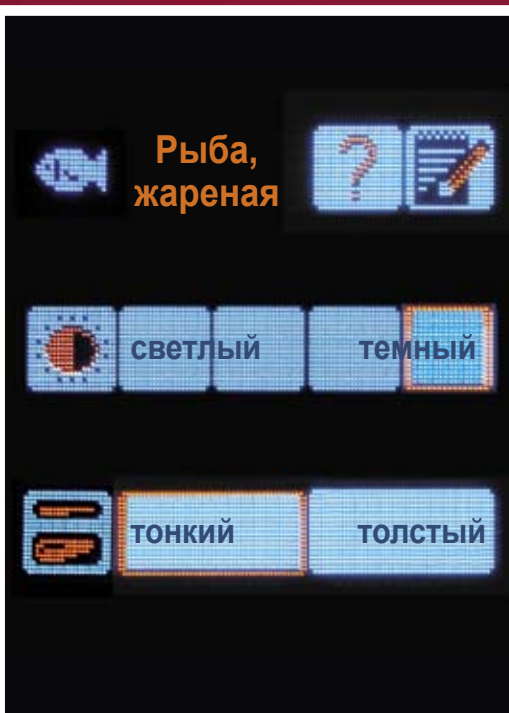 Рыба,
жареная
?
светлый темный
тонкий толстый